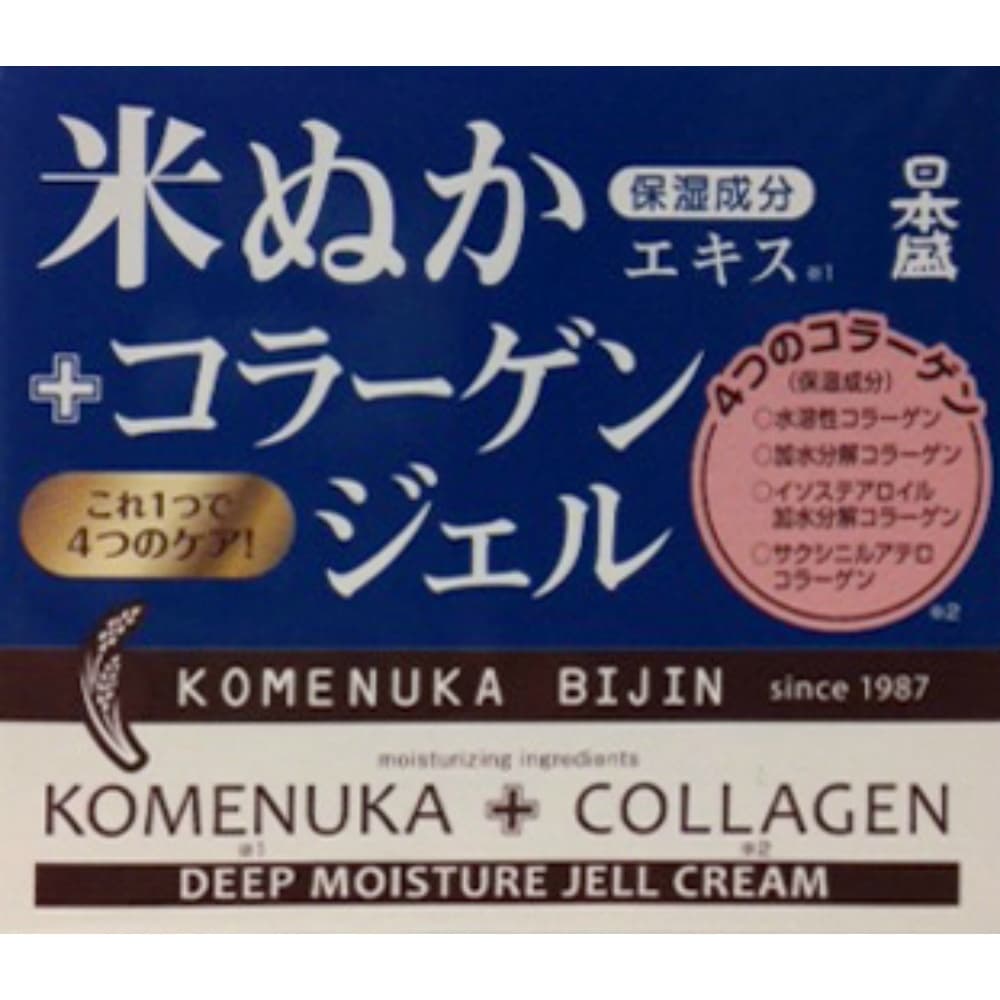 米ぬか
保湿成分
エキス※1
日本盛
+コラーゲン
ジェル
これ1つで
4つのケア!
4つのコラーゲン
(保湿成分)
○水溶性コラーゲン
○加水分解コラーゲン
○イソステアロイル
加水分解コラーゲン
○サクシニルアテロ
コラーゲン
※2
KOMENUKA BIJIN since 1987
moisturizing ingredients
KOMENUKA + COLLAGEN
※1 ※2
DEEP MOISTURE JELL CREAM